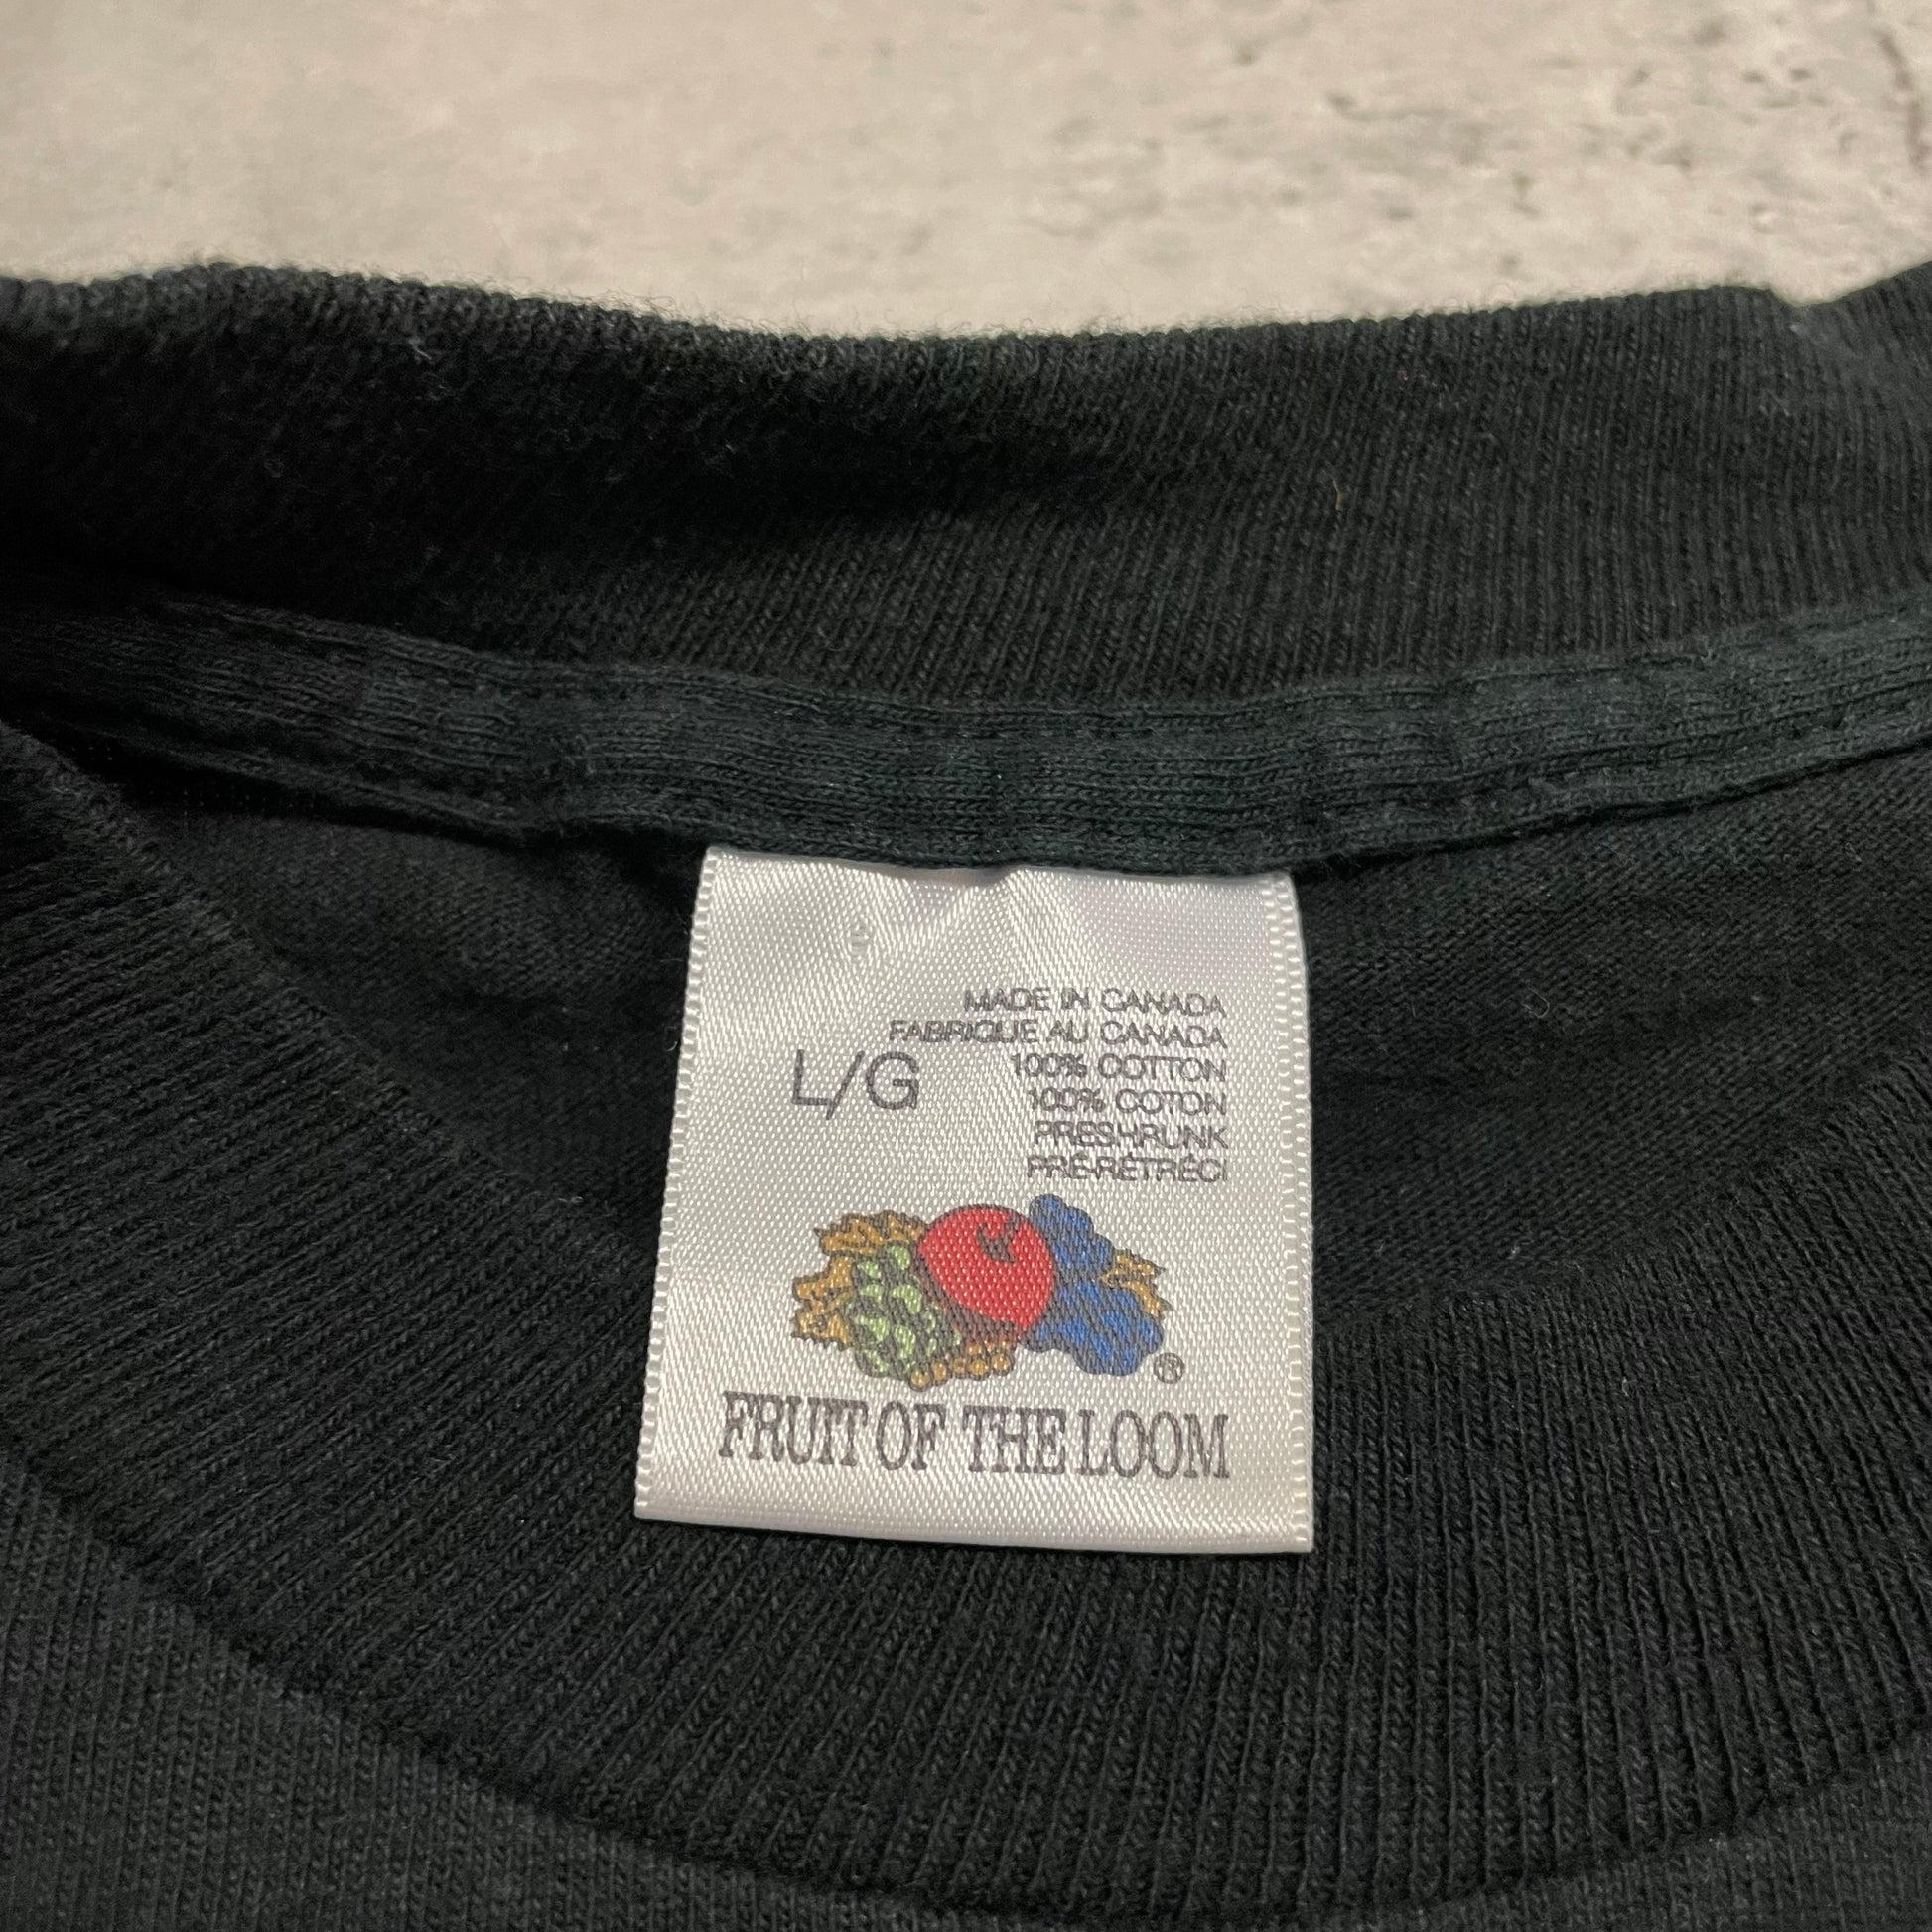 MADE IN CANADA
FABRIQUE AU CANADA
L/G
100% COTTON
100% COTON
PRESHRUNK
PRÉ-RÉTRÉCI
®
FRUIT OF THE LOOM